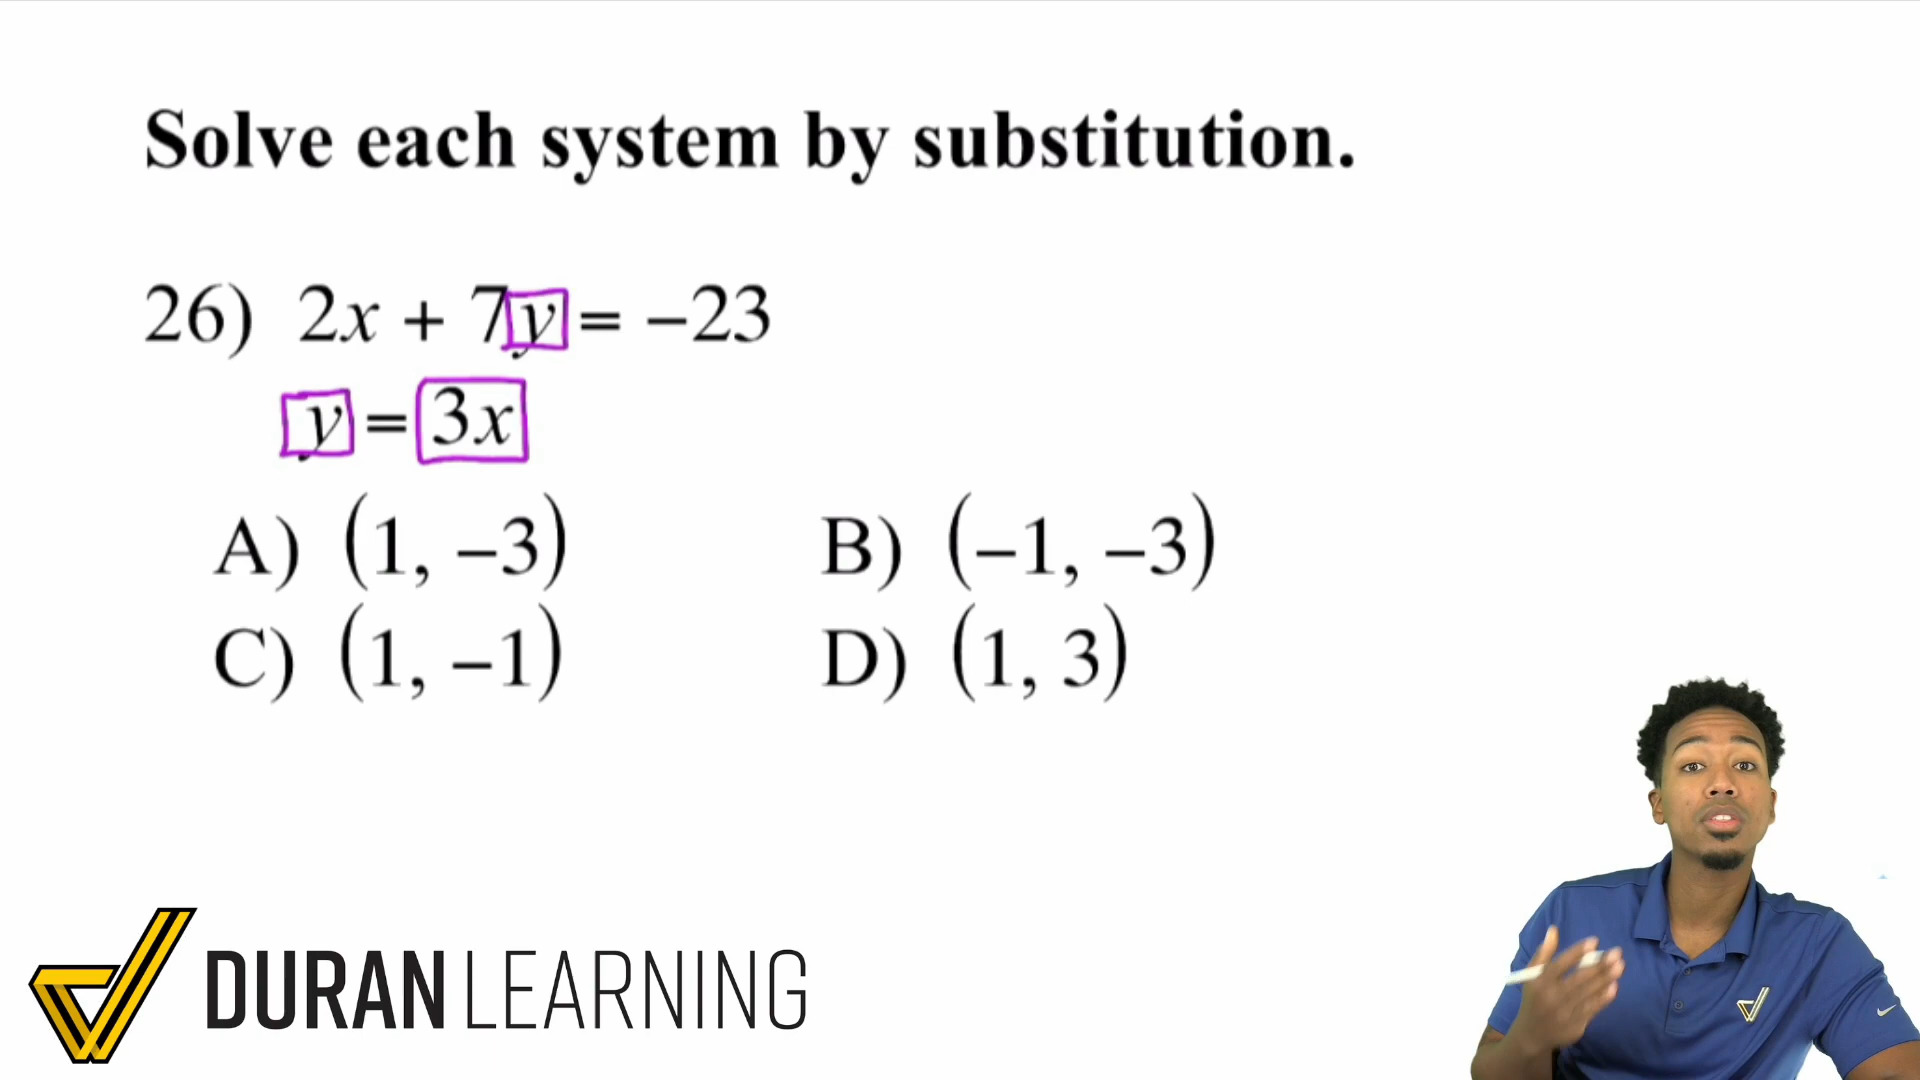 Solve each system by substitution.
26) 2x + 7y = −23
y = 3x
A) (1, −3) B) (−1, −3)
C) (1, −1) D) (1, 3)
DURAN LEARNING